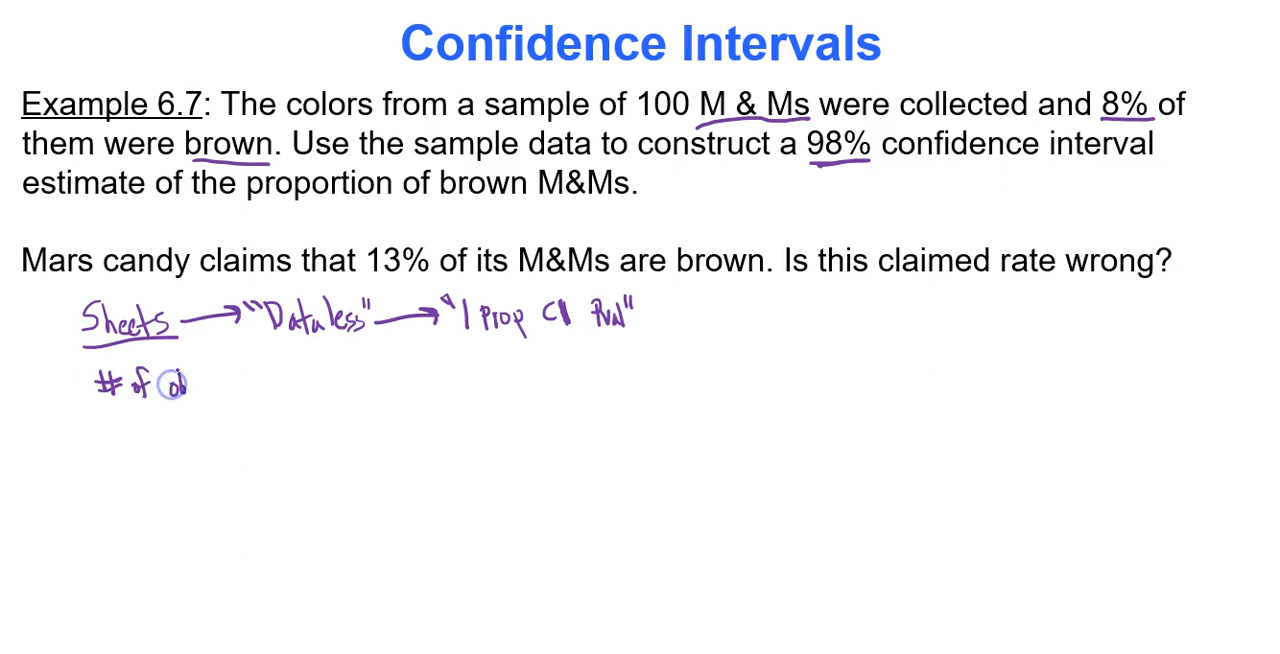 Confidence Intervals
Example 6.7: The colors from a sample of 100 M & Ms were collected and 8% of
them were brown. Use the sample data to construct a 98% confidence interval
estimate of the proportion of brown M&Ms.
Mars candy claims that 13% of its M&Ms are brown. Is this claimed rate wrong?
Sheets → "Dataless" → "1 Prop CI Pval"
# of ob